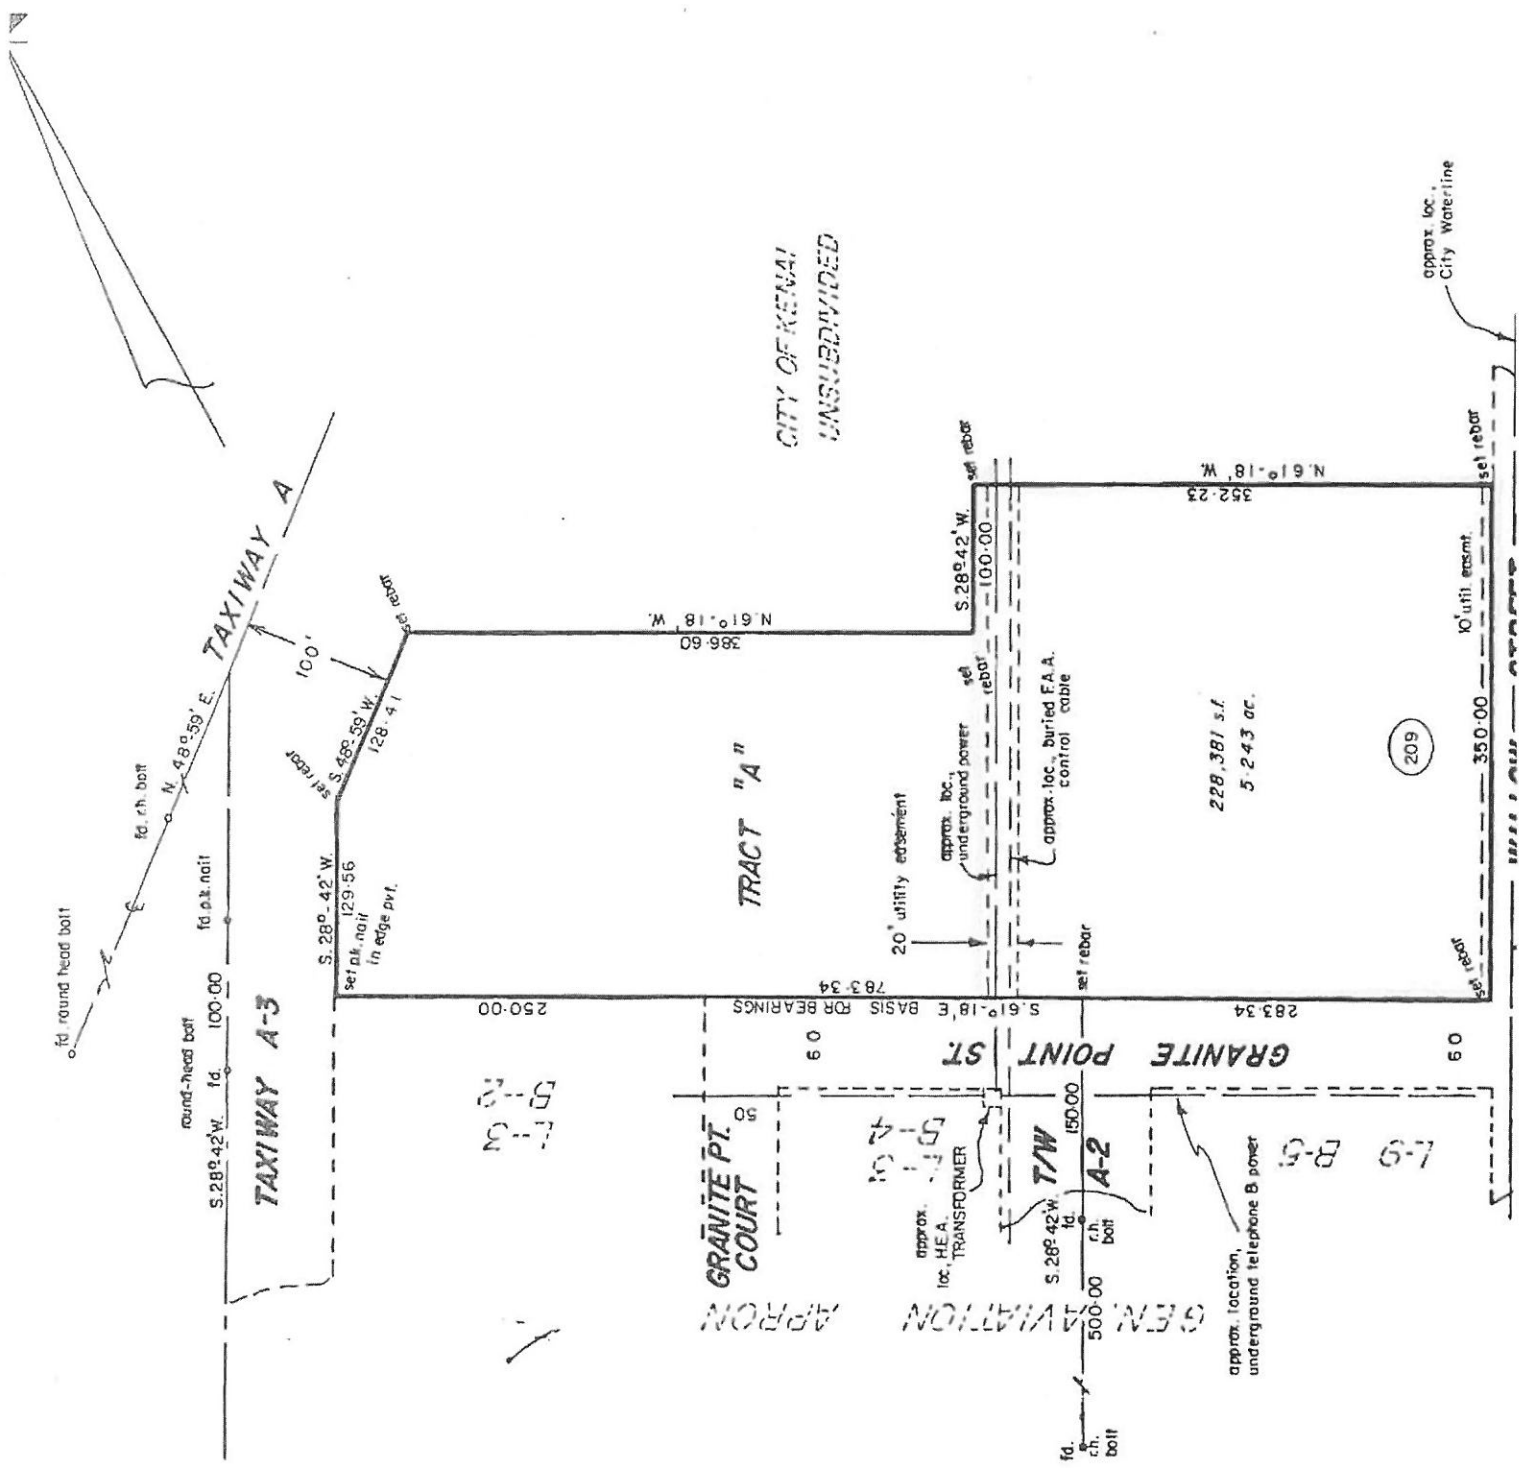 N
fd. round head bolt
fd. r.h. bolt
N. 48°-59' E.
TAXIWAY A
100'
fd. p.k. nail
round-head bolt
S.28°42'W. fd. 100·00
TAXIWAY A-3
set rebar
S. 48°-59' W.
128·41
set rebar
S. 28°-42' W.
129·56
set p.k. nail
in edge pvt.
N. 61°-18' W.
386·60
CITY OF KENAI
UNSUBDIVIDED
TRACT "A"
250·00
783·34
S. 61°-18' E. BASIS FOR BEARINGS
set rebar
S.28°-42' W.
100·00
set
rebar
N. 61°-18' W.
352·23
set rebar
20' utility easement
approx. loc.,
underground power
approx. loc., buried F.A.A.
control cable
set rebar
228,381 s.f.
5·243 ac.
209
10' util. easmt.
350·00
set rebar
283·34
approx. loc.,
City Waterline
60
GRANITE POINT ST.
60
L-3
B-2
GRANITE PT.
COURT
50
B-4
approx.
loc, H.E.A.
TRANSFORMER
T/W
A-2
S. 28°42'W. 150·00
fd.
r.h.
bolt
L-9 B-5
GEN. AVIATION APRON
500·00
fd.
r.h.
bolt
approx. location,
underground telephone & power